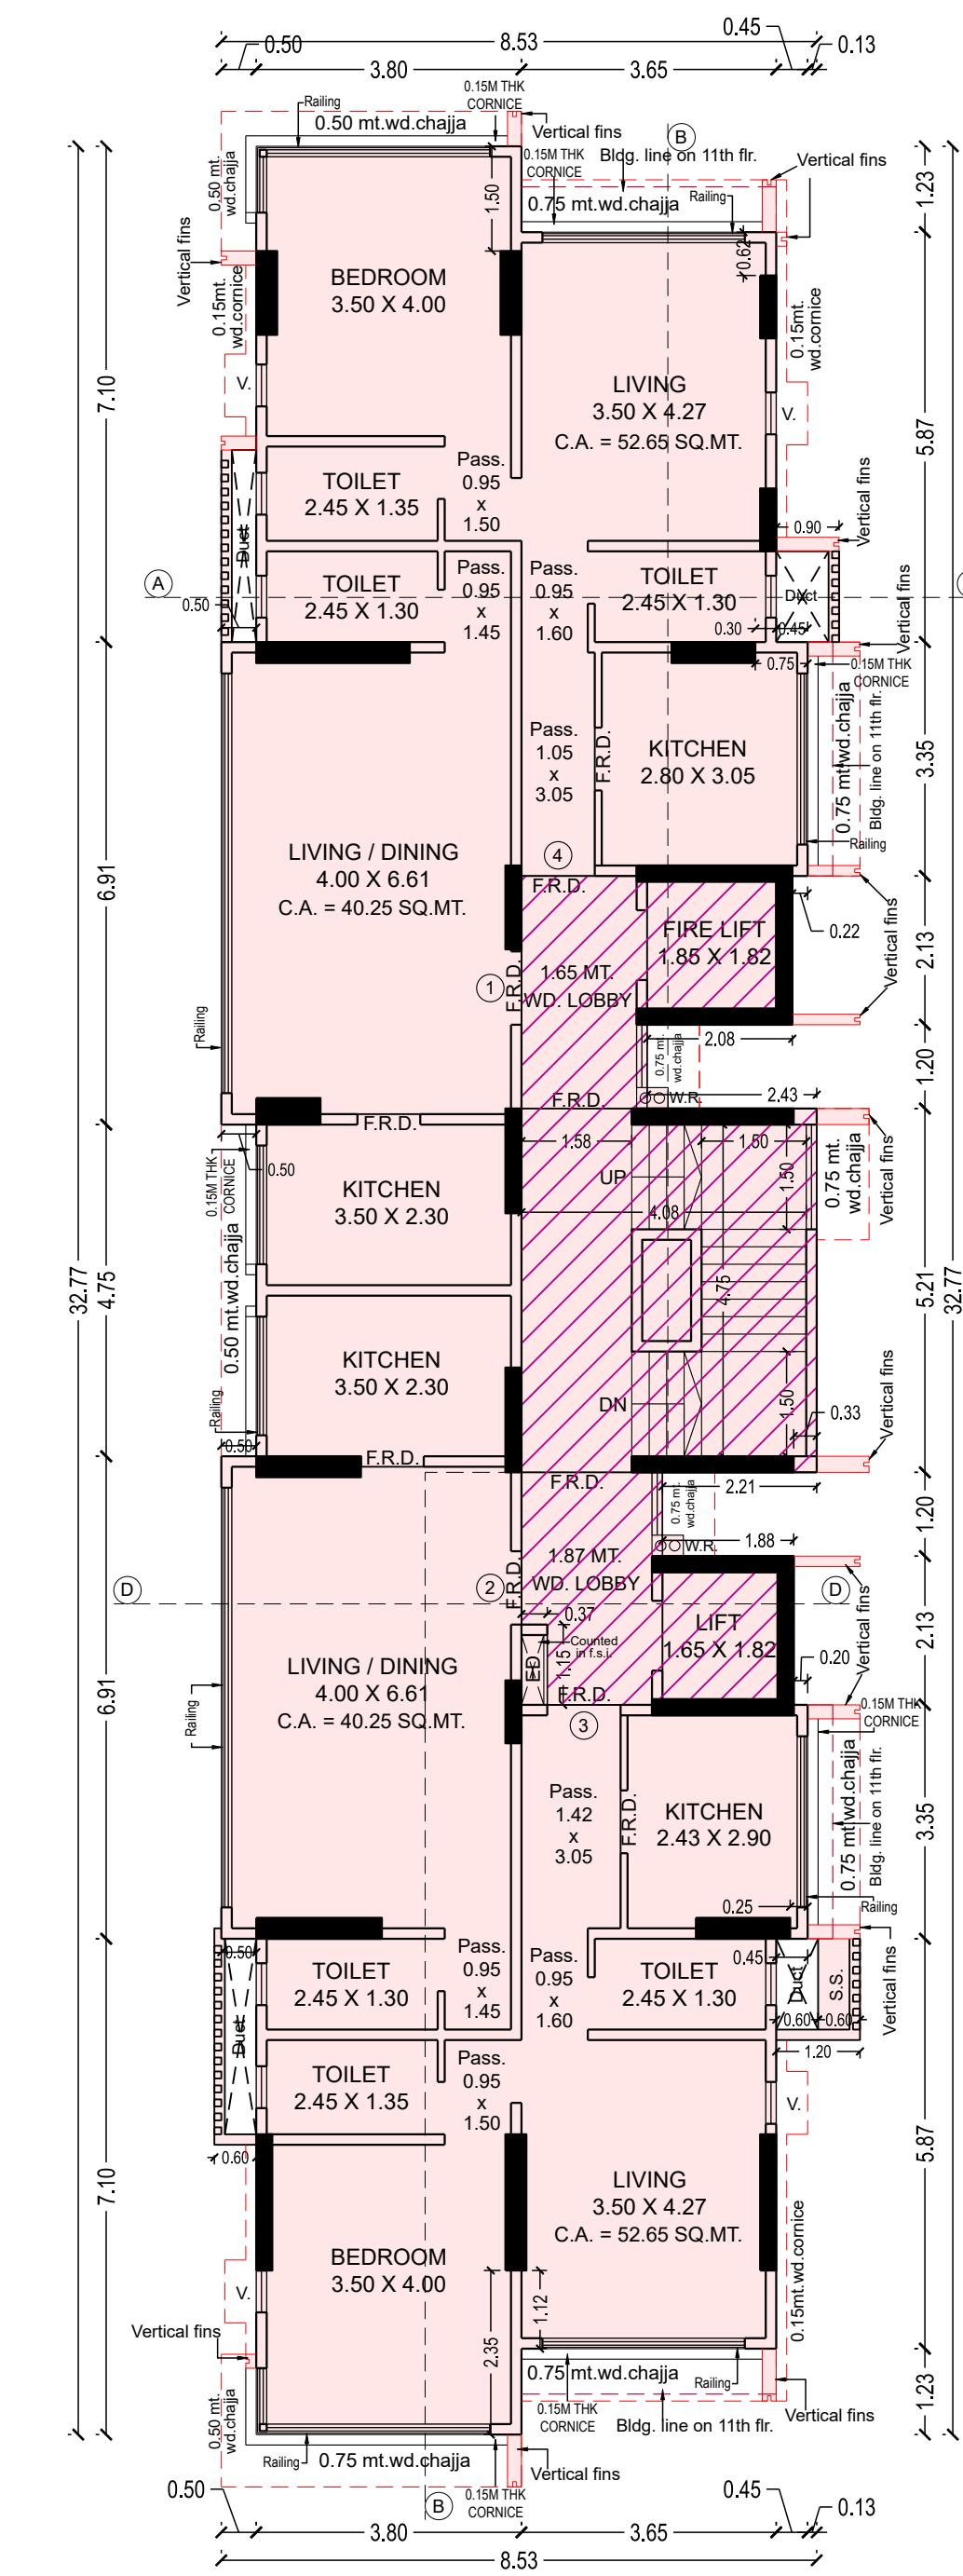 0.50
8.53
0.45
0.13
3.80
3.65
0.15M THK
CORNICE
Railing
0.50 mt.wd.chajja
Vertical fins
B
0.15M THK
CORNICE
Bldg. line on 11th flr.
Vertical fins
0.50 mt.
wd.chajja
1.50
0.75 mt.wd.chajja
Railing
1.23
Vertical fins
0.62
BEDROOM
3.50 X 4.00
0.15mt.
wd.cornice
0.15mt.
wd.cornice
7.10
V.
LIVING
3.50 X 4.27
C.A. = 52.65 SQ.MT.
V.
5.87
TOILET
2.45 X 1.35
Pass.
0.95
x
1.50
Vertical fins
0.90
Duct
A
0.50
TOILET
2.45 X 1.30
Pass.
0.95
x
1.45
Pass.
0.95
x
1.60
TOILET
2.45 X 1.30
Duct
0.30
0.45
Vertical fins
0.75
0.15M THK
CORNICE
Pass.
1.05
x
3.05
F.R.D.
KITCHEN
2.80 X 3.05
0.75 mt.wd.chajja
Bldg. line on 11th flr.
3.35
Railing
LIVING / DINING
4.00 X 6.61
C.A. = 40.25 SQ.MT.
6.91
4
F.R.D.
FIRE LIFT
1.85 X 1.82
0.22
Vertical fins
2.13
1
F.R.D.
1.65 MT.
WD. LOBBY
Railing
2.08
0.75 mt.
wd.chajja
1.20
2.43
F.R.D.
W.R.
F.R.D.
1.58
1.50
0.50
0.15M THK
CORNICE
KITCHEN
3.50 X 2.30
UP
1.50
4.08
0.75 mt.
wd.chajja
Vertical fins
32.77
4.75
0.50 mt.wd.chajja
4.75
5.21
32.77
KITCHEN
3.50 X 2.30
DN
1.50
0.33
Vertical fins
Railing
0.50
F.R.D.
F.R.D.
2.21
0.75 mt.
wd.chajja
1.20
W.R.
1.88
1.87 MT.
WD. LOBBY
2
F.R.D.
D
D
0.37
LIFT
1.65 X 1.82
Vertical fins
2.13
Counted
in f.s.i.
1.15
ED
0.20
LIVING / DINING
4.00 X 6.61
C.A. = 40.25 SQ.MT.
6.91
Railing
F.R.D.
3
0.15M THK
CORNICE
Pass.
1.42
x
3.05
F.R.D.
KITCHEN
2.43 X 2.90
0.75 mt.wd.chajja
Bldg. line on 11th flr.
3.35
0.25
Railing
0.50
TOILET
2.45 X 1.30
Pass.
0.95
x
1.45
Pass.
0.95
x
1.60
TOILET
2.45 X 1.30
0.45
Duct
S.S.
0.60
0.60
Vertical fins
Duct
1.20
TOILET
2.45 X 1.35
Pass.
0.95
x
1.50
V.
0.60
7.10
LIVING
3.50 X 4.27
C.A. = 52.65 SQ.MT.
5.87
BEDROOM
3.50 X 4.00
V.
1.12
0.15mt.wd.cornice
Vertical fins
2.35
0.75 mt.wd.chajja
Railing
0.50 mt.
wd.chajja
0.15M THK
CORNICE
Bldg. line on 11th flr.
Vertical fins
1.23
Railing
0.75 mt.wd.chajja
Vertical fins
0.50
B
0.15M THK
CORNICE
0.45
0.13
3.80
3.65
8.53